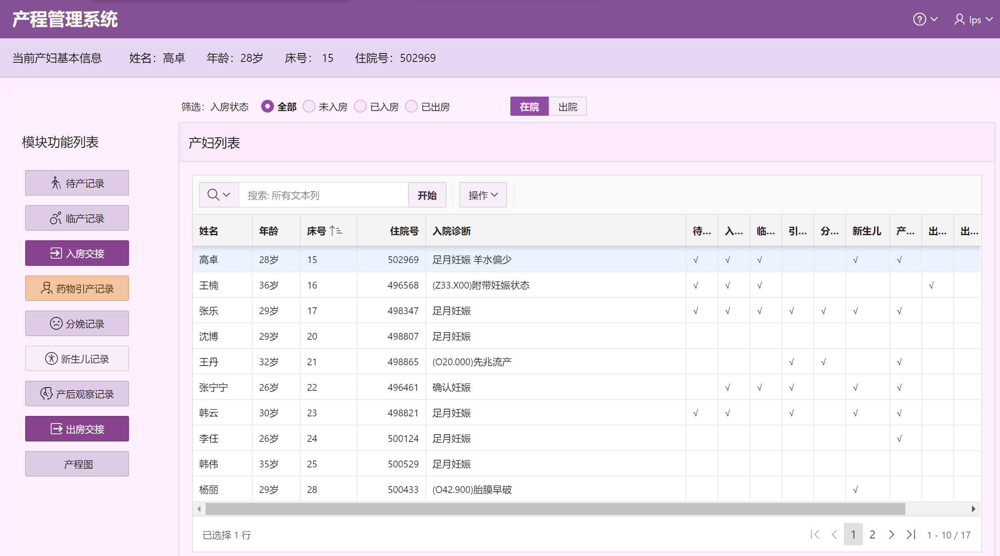 产程管理系统
lps
当前产妇基本信息 姓名：高卓 年龄：28岁 床号： 15 住院号：502969
筛选：入房状态 全部 未入房 已入房 已出房 在院 出院
模块功能列表
待产记录
临产记录
入房交接
药物引产记录
分娩记录
新生儿记录
产后观察记录
出房交接
产程图
产妇列表
搜索: 所有文本列 开始 操作
姓名 年龄 床号 住院号 入院诊断 待... 入... 临... 引... 分... 新生儿 产... 出... 出...
高卓 28岁 15 502969 足月妊娠 羊水偏少 √ √ √ √ √
王楠 36岁 16 496568 (Z33.X00)附带妊娠状态 √ √ √ √
张乐 29岁 17 498347 足月妊娠 √ √ √ √ √ √ √
沈博 29岁 20 498807 足月妊娠
王丹 32岁 21 498865 (O20.000)先兆流产 √ √ √
张宁宁 26岁 22 496461 确认妊娠 √ √ √ √ √
韩云 30岁 23 498821 足月妊娠 √ √ √ √ √
李任 26岁 24 500124 足月妊娠 √
韩伟 35岁 25 500529 足月妊娠
杨丽 29岁 28 500433 (O42.900)胎膜早破 √
已选择 1 行 1 2 1 - 10 / 17